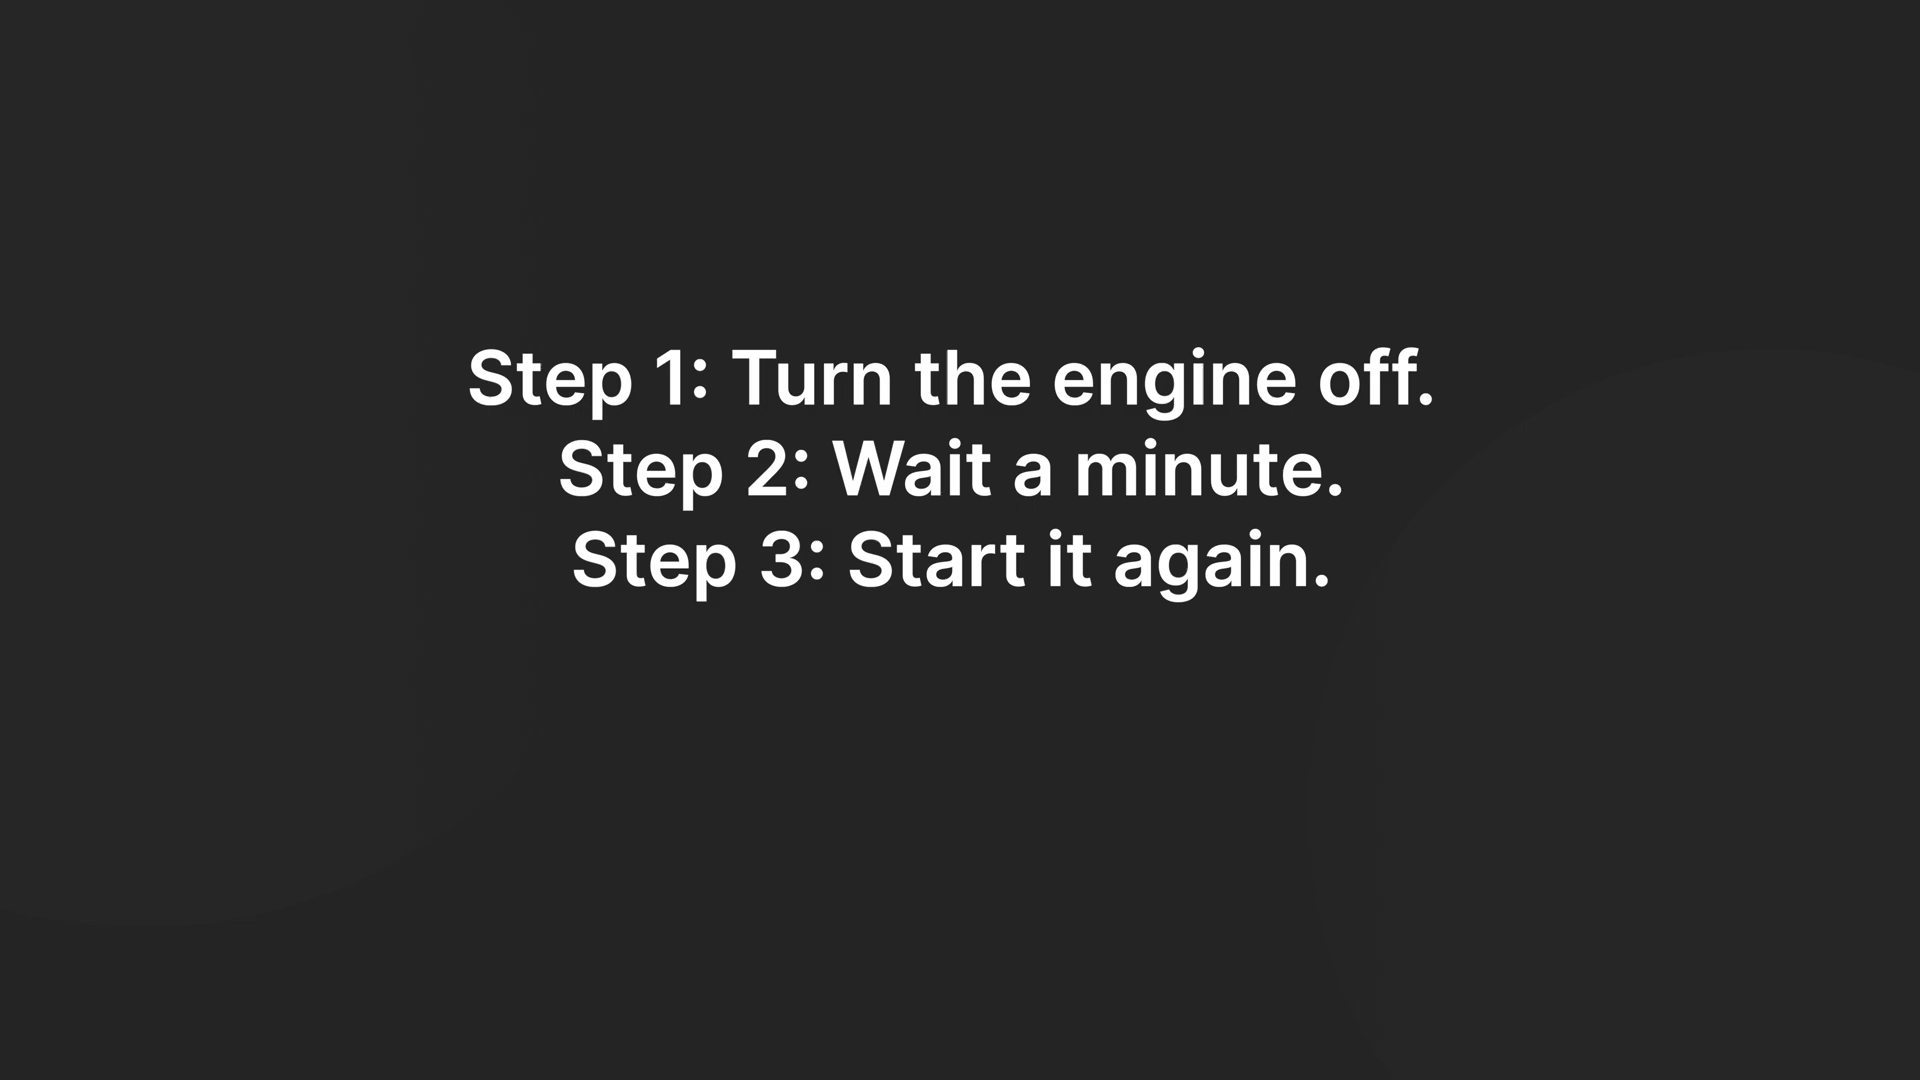 Step 1: Turn the engine off.
Step 2: Wait a minute.
Step 3: Start it again.